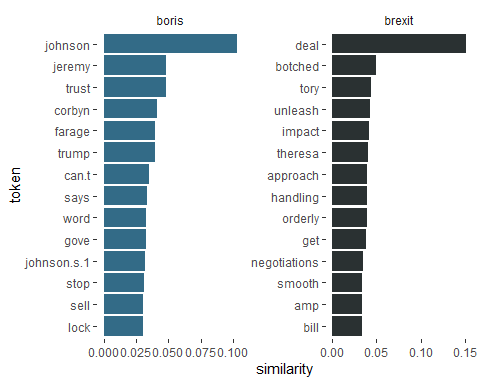 boris
johnson
jeremy
trust
corbyn
farage
trump
can.t
says
word
gove
johnson.s.1
stop
sell
lock
0.000 0.025 0.050 0.075 0.100
brexit
deal
botched
tory
unleash
impact
theresa
approach
handling
orderly
get
negotiations
smooth
amp
bill
0.00 0.05 0.10 0.15
token
similarity